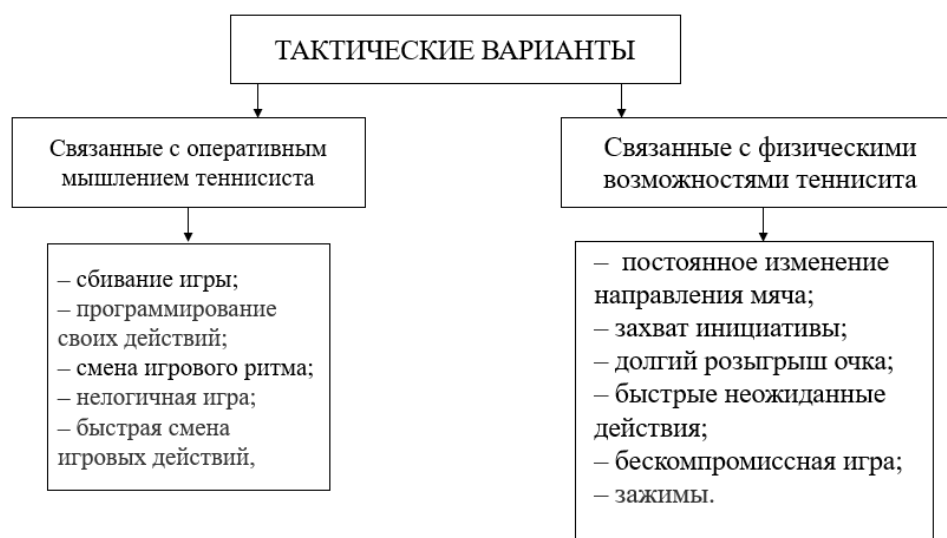 ТАКТИЧЕСКИЕ ВАРИАНТЫ
Связанные с оперативным
мышлением теннисиста
Связанные с физическими
возможностями теннисита
– сбивание игры;
– программирование
своих действий;
– смена игрового ритма;
– нелогичная игра;
– быстрая смена
игровых действий,
– постоянное изменение
направления мяча;
– захват инициативы;
– долгий розыгрыш очка;
– быстрые неожиданные
действия;
– бескомпромиссная игра;
– зажимы.